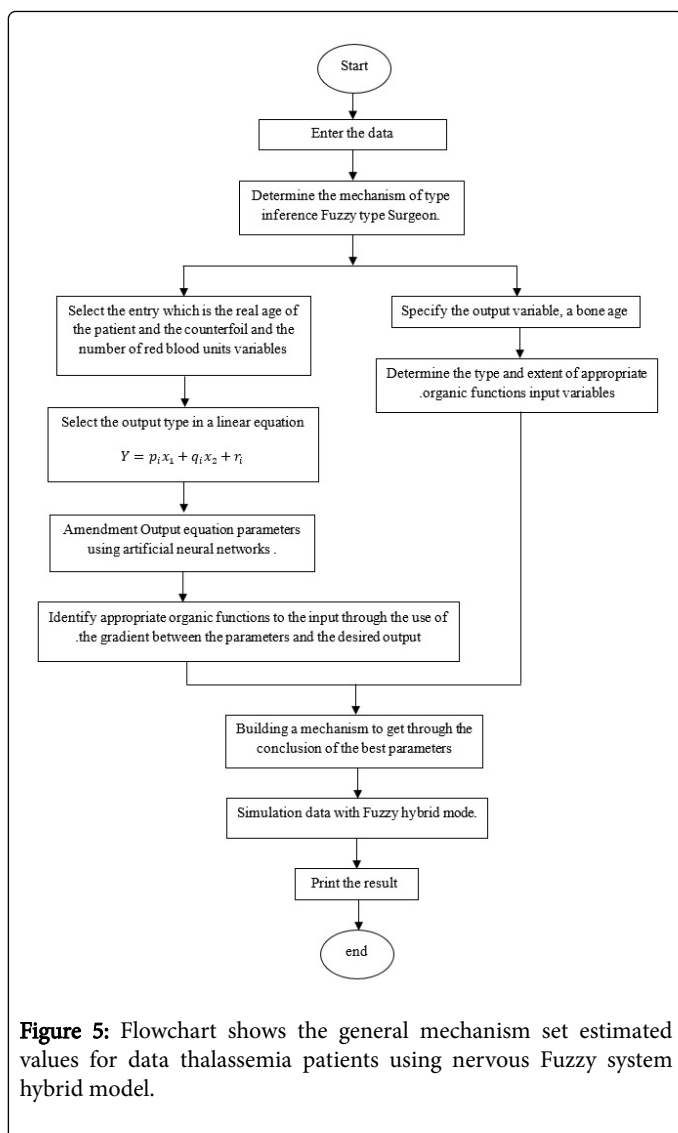 Start
Enter the data
Determine the mechanism of type
inference Fuzzy type Surgeon.
Select the entry which is the real age of
the patient and the counterfoil and the
number of red blood units variables
Select the output type in a linear equation
Y = pᵢx₁ + qᵢx₂ + rᵢ
Amendment Output equation parameters
using artificial neural networks .
Identify appropriate organic functions to the input through the use of
.the gradient between the parameters and the desired output
Specify the output variable, a bone age
Determine the type and extent of appropriate
.organic functions input variables
Building a mechanism to get through the
conclusion of the best parameters
Simulation data with Fuzzy hybrid mode.
Print the result
end
Figure 5: Flowchart shows the general mechanism set estimated
values for data thalassemia patients using nervous Fuzzy system
hybrid model.